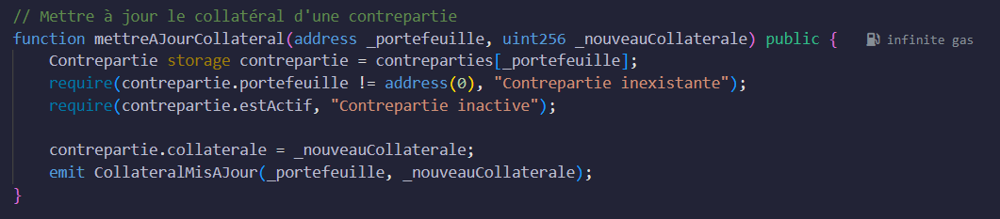 // Mettre à jour le collatéral d'une contrepartie
function mettreAJourCollateral(address _portefeuille, uint256 _nouveauCollaterale) public {    infinite gas
    Contrepartie storage contrepartie = contreparties[_portefeuille];
    require(contrepartie.portefeuille != address(0), "Contrepartie inexistante");
    require(contrepartie.estActif, "Contrepartie inactive");

    contrepartie.collaterale = _nouveauCollaterale;
    emit CollateralMisAJour(_portefeuille, _nouveauCollaterale);
}